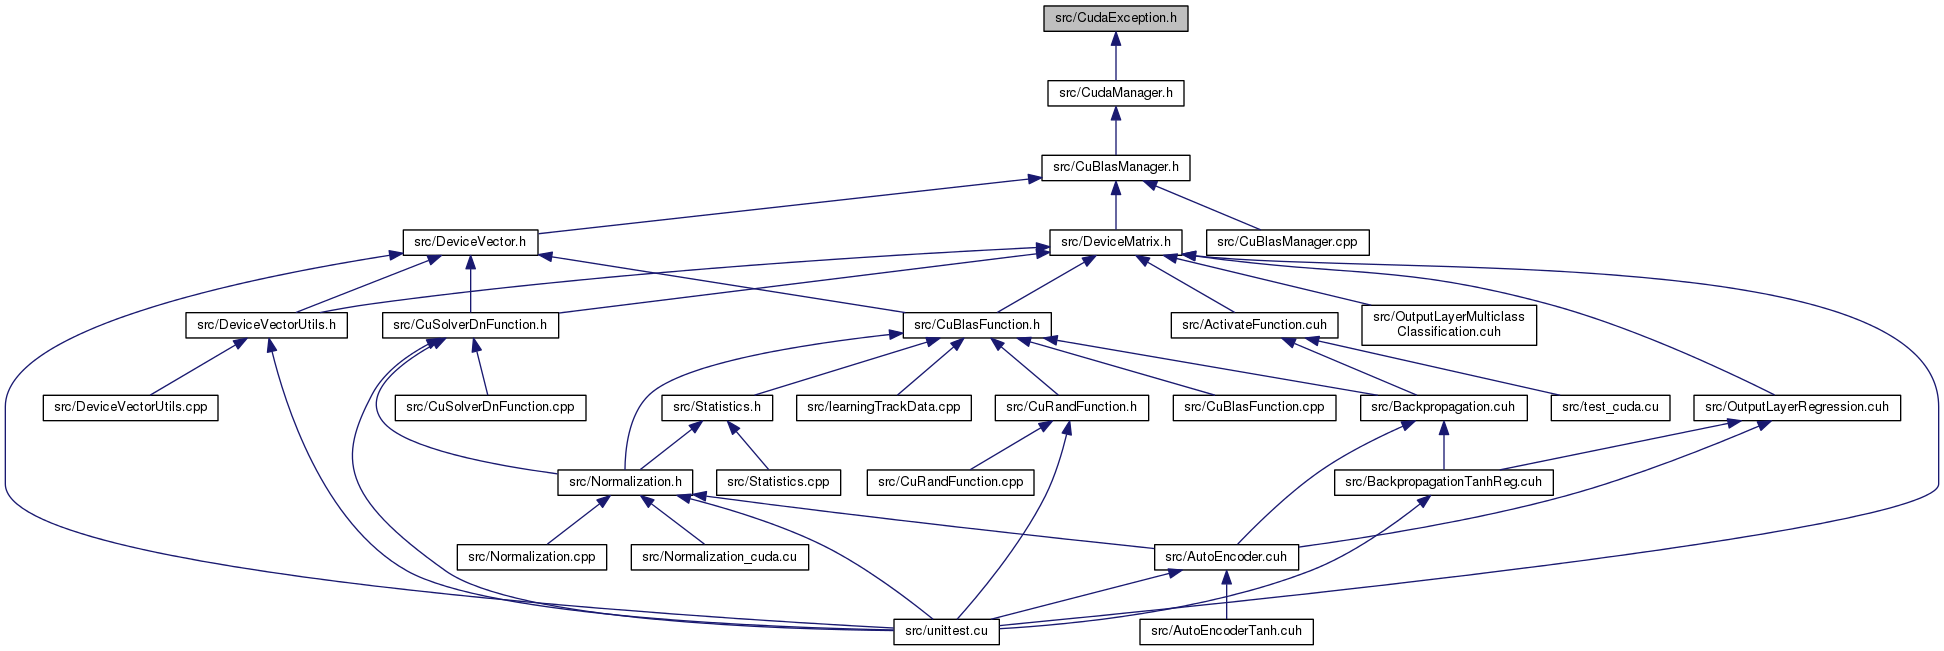 src/CudaException.h
src/CudaManager.h
src/CuBlasManager.h
src/DeviceVector.h
src/DeviceMatrix.h
src/CuBlasManager.cpp
src/DeviceVectorUtils.h
src/CuSolverDnFunction.h
src/CuBlasFunction.h
src/ActivateFunction.cuh
src/OutputLayerMulticlass
Classification.cuh
src/DeviceVectorUtils.cpp
src/CuSolverDnFunction.cpp
src/Statistics.h
src/learningTrackData.cpp
src/CuRandFunction.h
src/CuBlasFunction.cpp
src/Backpropagation.cuh
src/test_cuda.cu
src/OutputLayerRegression.cuh
src/Normalization.h
src/Statistics.cpp
src/CuRandFunction.cpp
src/BackpropagationTanhReg.cuh
src/Normalization.cpp
src/Normalization_cuda.cu
src/AutoEncoder.cuh
src/unittest.cu
src/AutoEncoderTanh.cuh